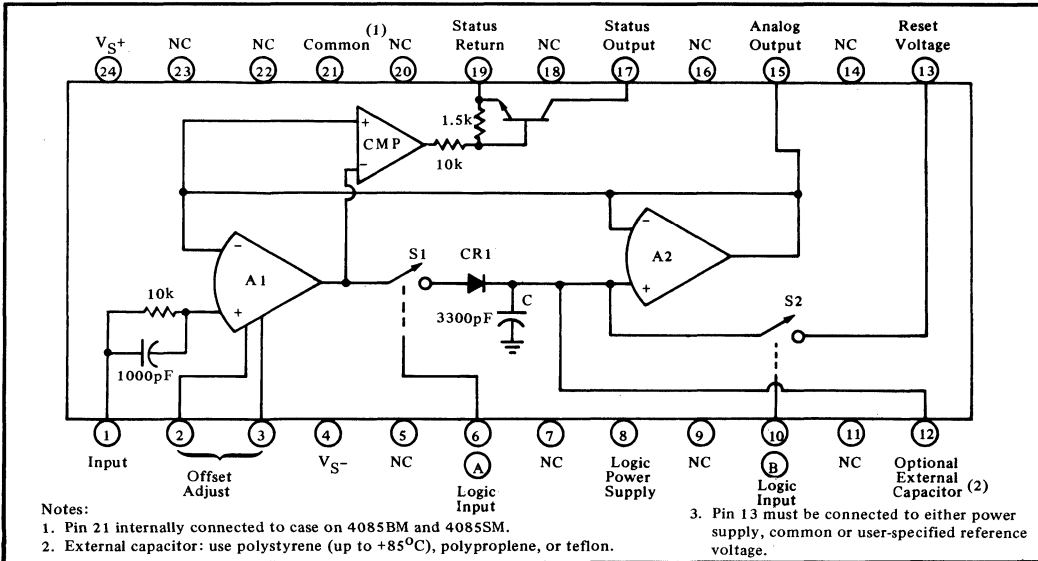 (1)
VS+ NC NC Common NC Status Return NC Status Output NC Analog Output NC Reset Voltage
24 23 22 21 20 19 18 17 16 15 14 13
+
CMP
−
1.5k
10k
−
A1
+
10k
1000pF
S1
CR1
C
3300pF
−
A2
+
S2
1 2 3 4 5 6 7 8 9 10 11 12
Input
Offset Adjust
VS−
NC
A
Logic Input
NC
Logic Power Supply
NC
B
Logic Input
NC
Optional External Capacitor (2)
Notes:
1. Pin 21 internally connected to case on 4085BM and 4085SM.
2. External capacitor: use polystyrene (up to +85°C), polyproplene, or teflon.
3. Pin 13 must be connected to either power
supply, common or user-specified reference
voltage.